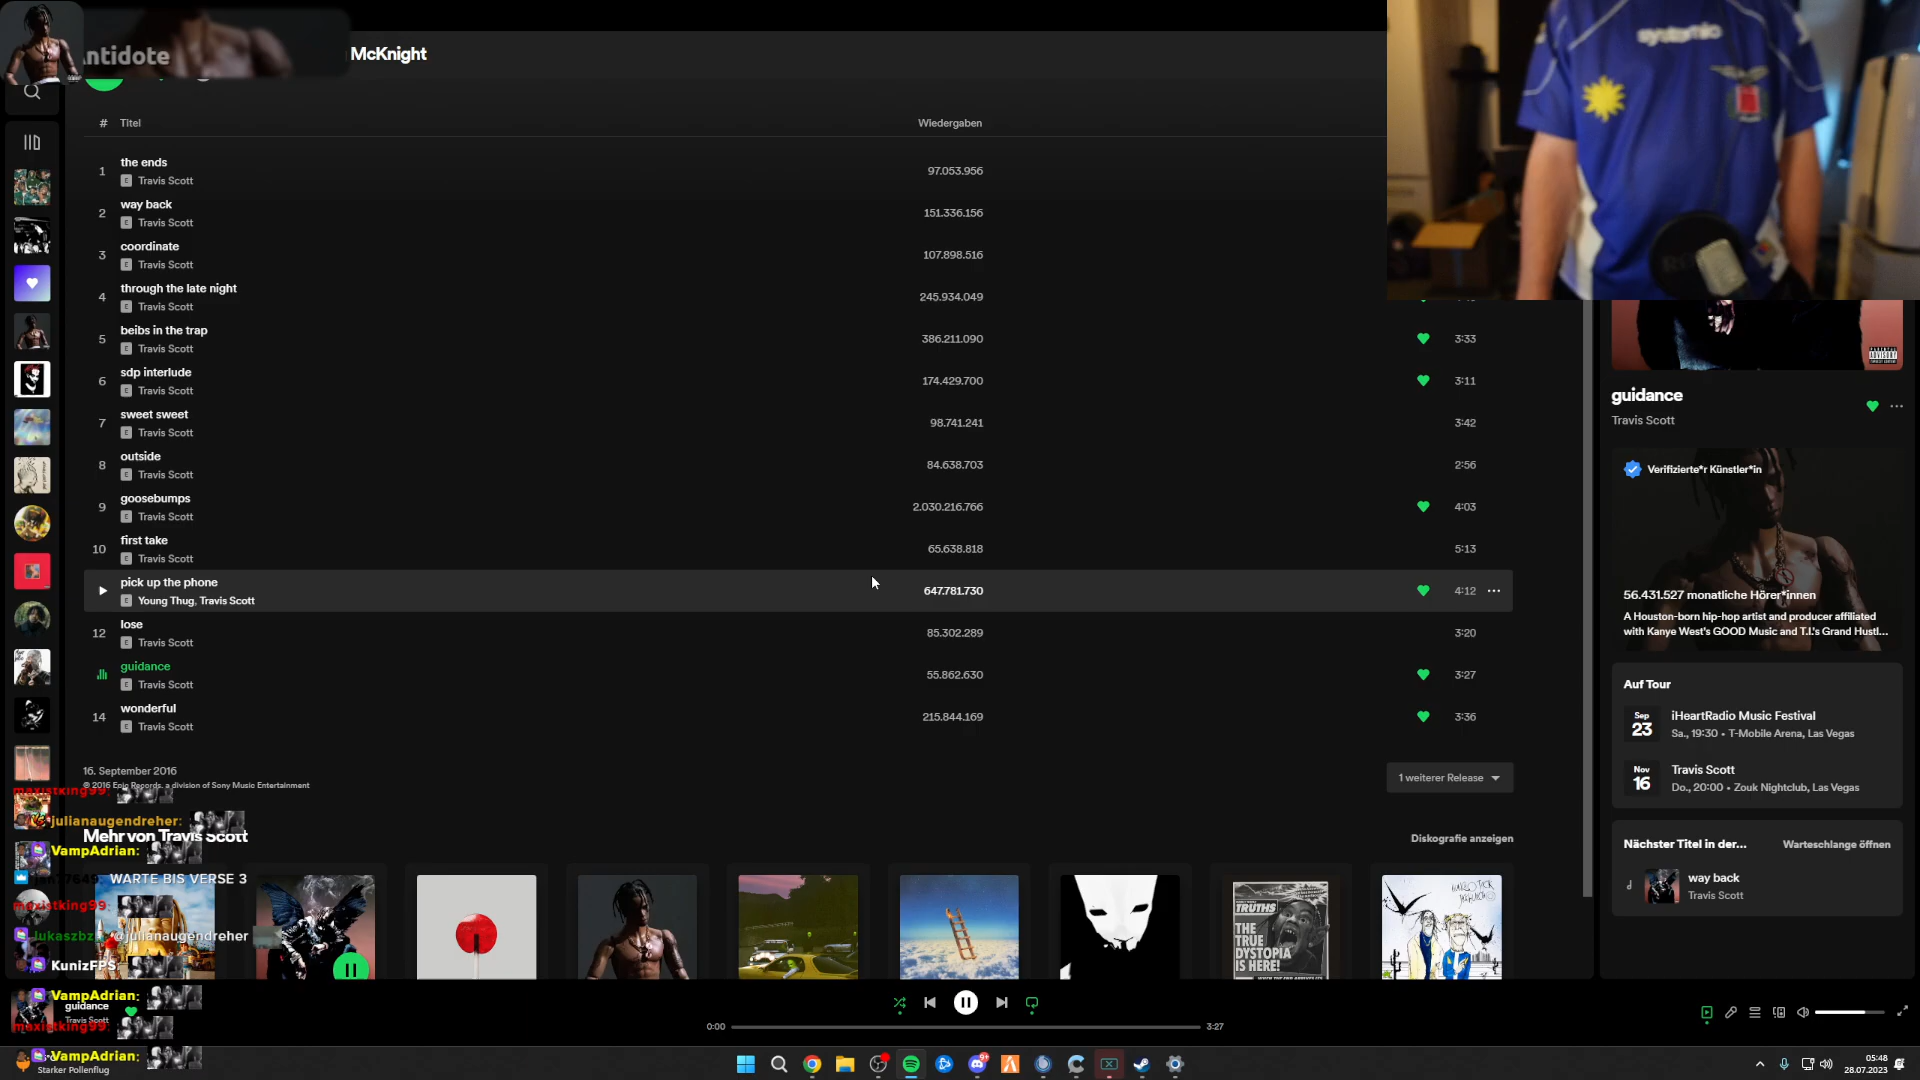 ntidote
McKnight
systemic
# Titel Wiedergaben
1 the ends 97.053.956
E Travis Scott
2 way back 151.336.156
E Travis Scott
3 coordinate 107.898.516
E Travis Scott
4 through the late night 245.934.049
E Travis Scott
5 beibs in the trap 386.211.090 3:33
E Travis Scott
6 sdp interlude 174.429.700 3:11
E Travis Scott
7 sweet sweet 98.741.241 3:42
E Travis Scott
8 outside 84.638.703 2:56
E Travis Scott
9 goosebumps 2.030.216.766 4:03
E Travis Scott
10 first take 65.638.818 5:13
E Travis Scott
pick up the phone 647.781.730 4:12
E Young Thug, Travis Scott
12 lose 85.302.289 3:20
E Travis Scott
guidance 55.862.630 3:27
E Travis Scott
14 wonderful 215.844.169 3:36
E Travis Scott
16. September 2016
℗ 2016 Epic Records, a division of Sony Music Entertainment
1 weiterer Release
Mehr von Travis Scott
Diskografie anzeigen
guidance
Travis Scott
Verifizierte*r Künstler*in
56.431.527 monatliche Hörer*innen
A Houston-born hip-hop artist and producer affiliated
with Kanye West's GOOD Music and T.I.'s Grand Hustl...
Auf Tour
Sep
23
iHeartRadio Music Festival
Sa., 19:30 • T-Mobile Arena, Las Vegas
Nov
16
Travis Scott
Do., 20:00 • Zouk Nightclub, Las Vegas
Nächster Titel in der... Warteschlange öffnen
way back
Travis Scott
maxistking99:
julianaugendreher:
VampAdrian:
WARTE BIS VERSE 3
maxistking99:
@julianaugendreher
KunizFPS:
VampAdrian:
maxistking99:
VampAdrian:
TRUTHS
THE
TRUE
DYSTOPIA
IS HERE!
guidance
Travis Scott
0:00 3:27
Starker Pollenflug
9+
05:48
28.07.2023